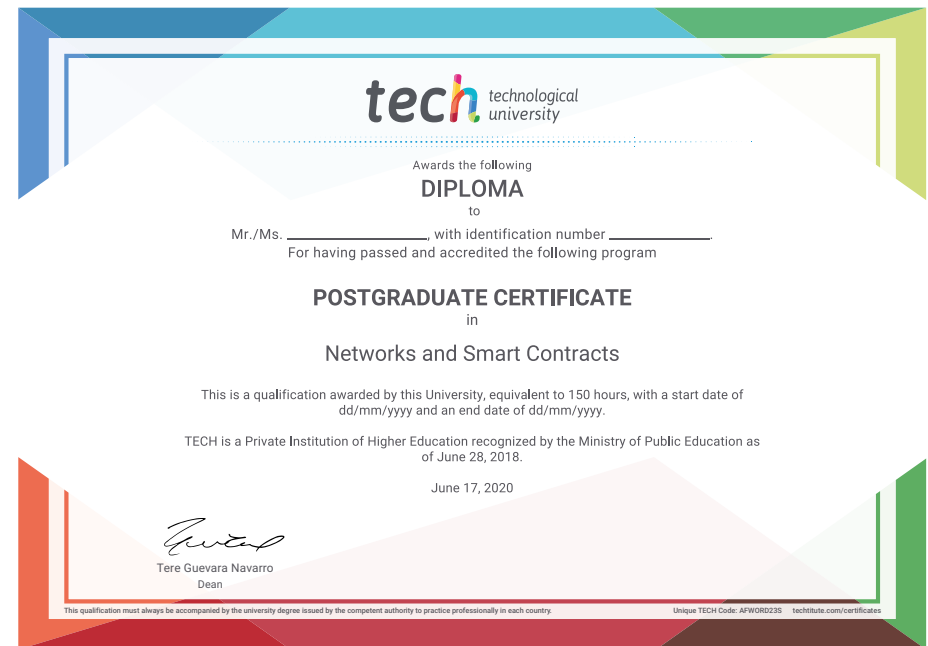 tech technological
university
Awards the following
DIPLOMA
to
Mr./Ms. ____________________, with identification number ______________.
For having passed and accredited the following program
POSTGRADUATE CERTIFICATE
in
Networks and Smart Contracts
This is a qualification awarded by this University, equivalent to 150 hours, with a start date of
dd/mm/yyyy and an end date of dd/mm/yyyy.
TECH is a Private Institution of Higher Education recognized by the Ministry of Public Education as
of June 28, 2018.
June 17, 2020
Tere Guevara Navarro
Dean
This qualification must always be accompanied by the university degree issued by the competent authority to practice professionally in each country.
Unique TECH Code: AFWORD23S techtitute.com/certificates